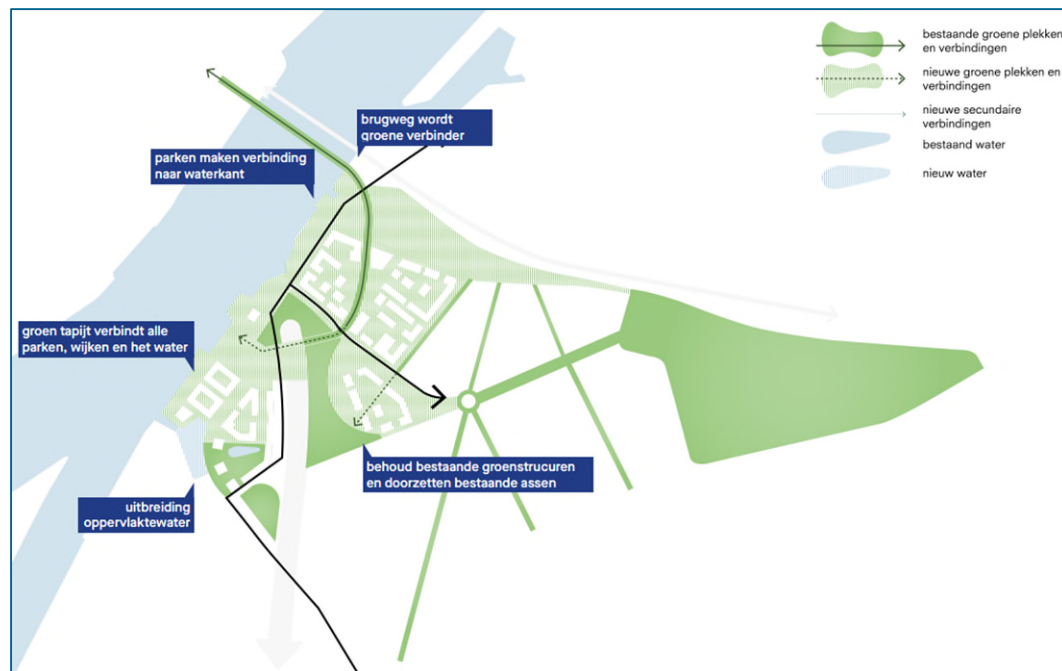 bestaande groene plekken
en verbindingen
nieuwe groene plekken en
verbindingen
nieuwe secundaire
verbindingen
bestaand water
nieuw water
brugweg wordt
groene verbinder
parken maken verbinding
naar waterkant
groen tapijt verbindt alle
parken, wijken en het water
behoud bestaande groenstrucuren
en doorzetten bestaande assen
uitbreiding
oppervlaktewater